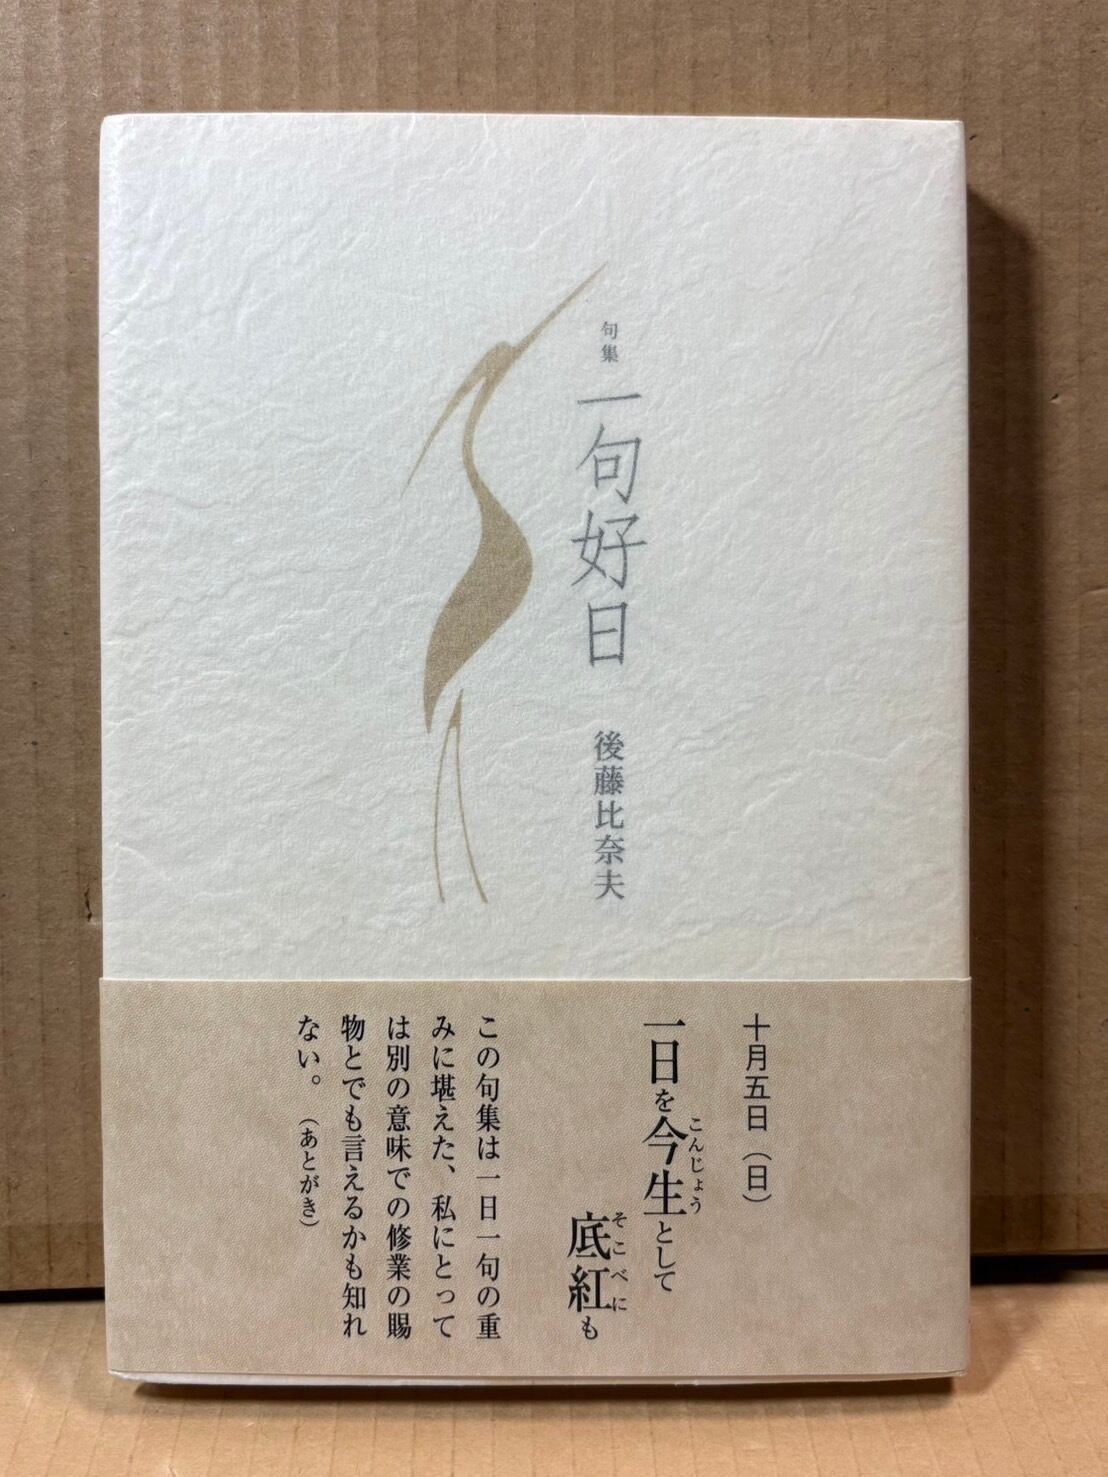 句集
一句好日
後藤比奈夫
十月五日（日）
一日を今生として
こんじょう
底紅も
そこべに
この句集は一日一句の重
みに堪えた、私にとって
は別の意味での修業の賜
物とでも言えるかも知れ
ない。（あとがき）